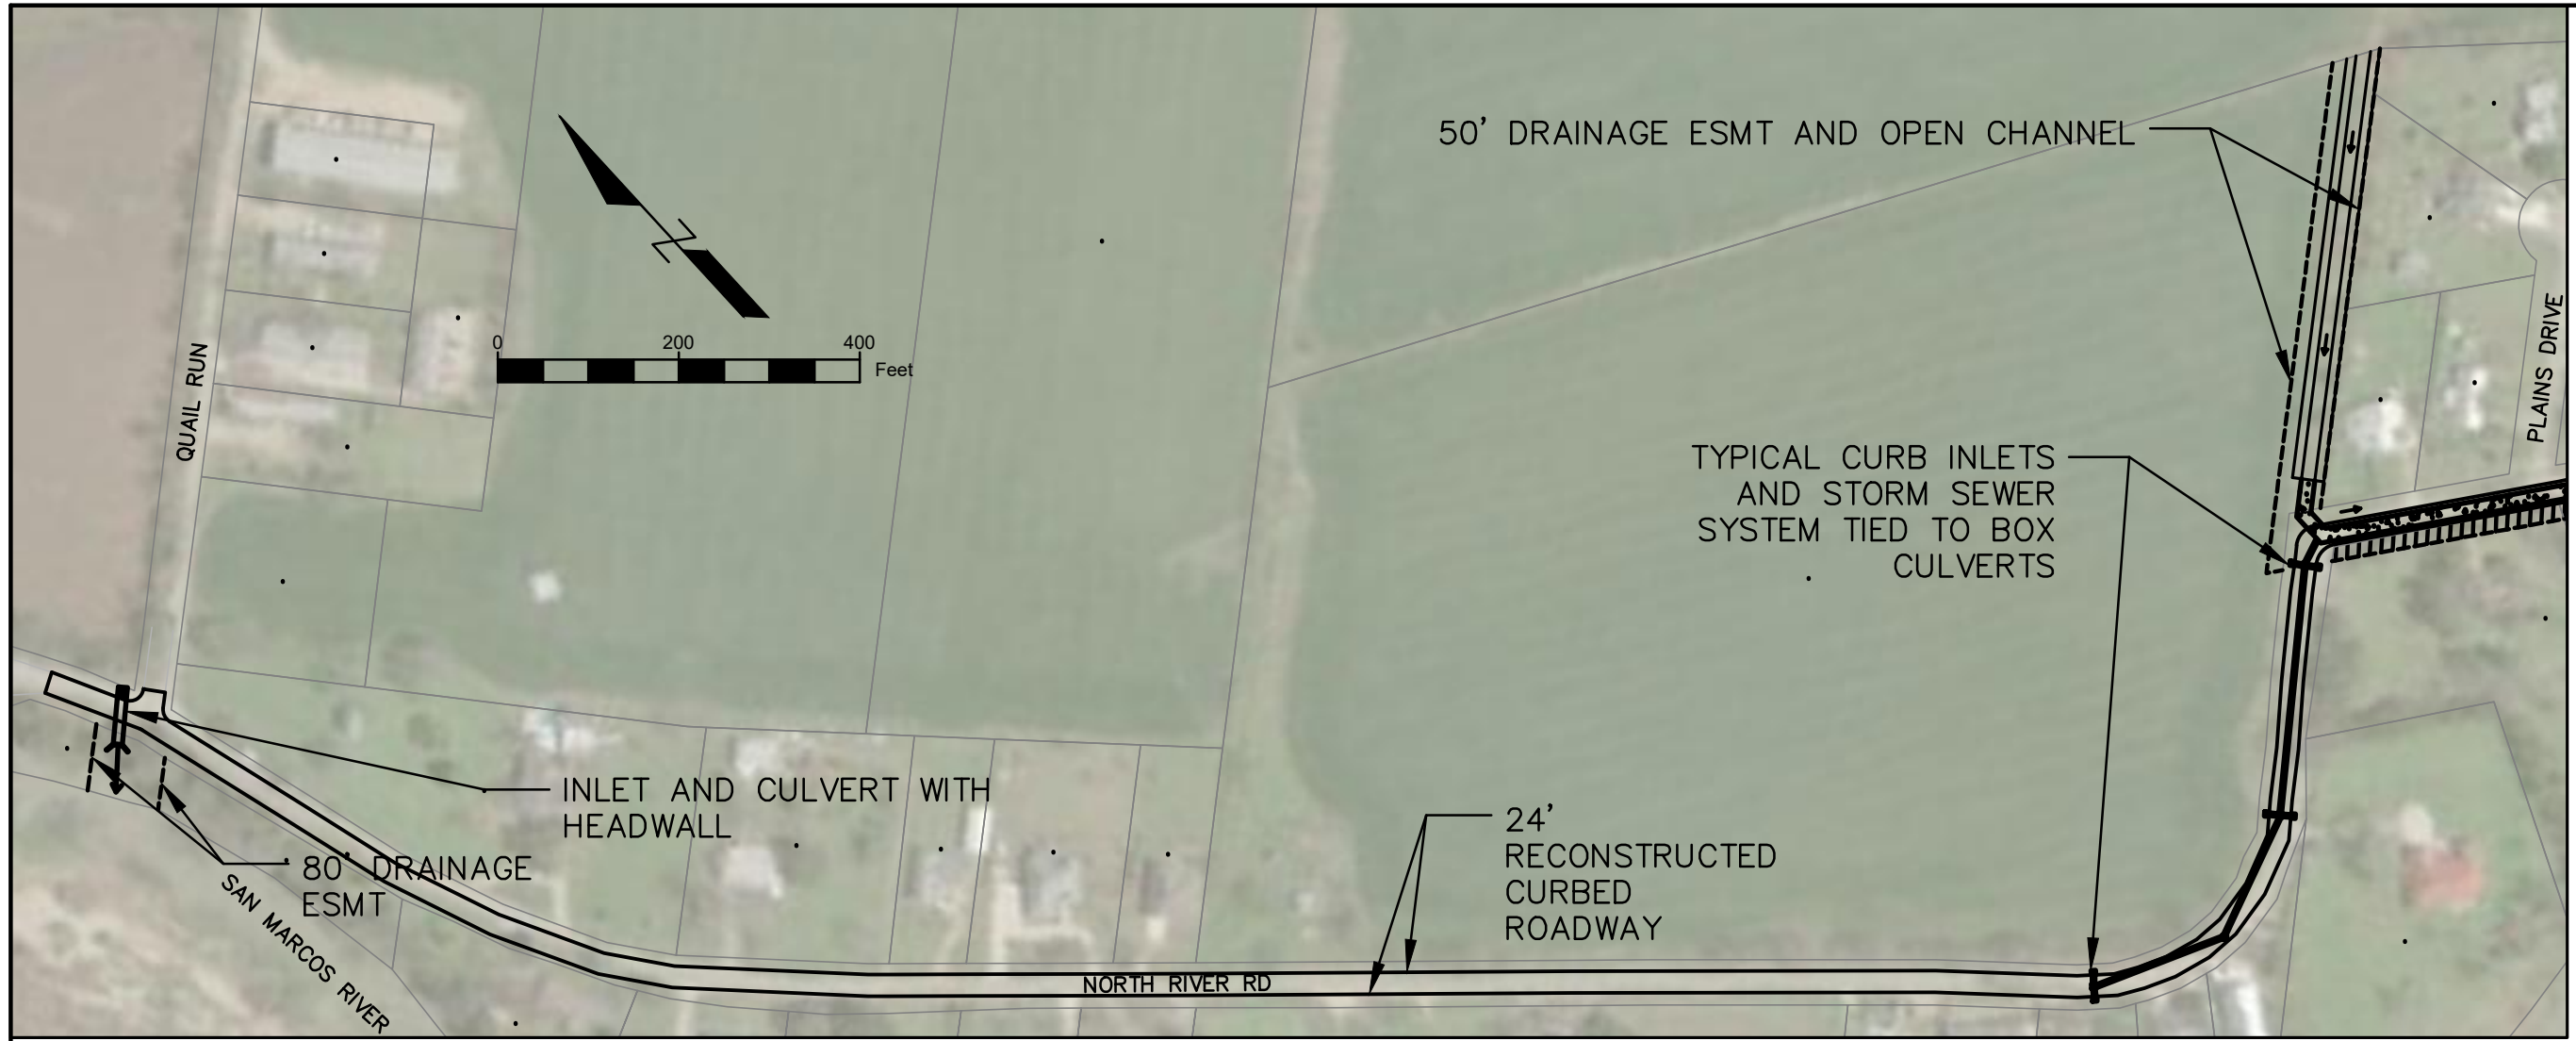 50' DRAINAGE ESMT AND OPEN CHANNEL
0 200 400
Feet
QUAIL RUN
PLAINS DRIVE
TYPICAL CURB INLETS
AND STORM SEWER
SYSTEM TIED TO BOX
CULVERTS
INLET AND CULVERT WITH
HEADWALL
24'
RECONSTRUCTED
CURBED
ROADWAY
80' DRAINAGE
ESMT
SAN MARCOS RIVER
NORTH RIVER RD
Z